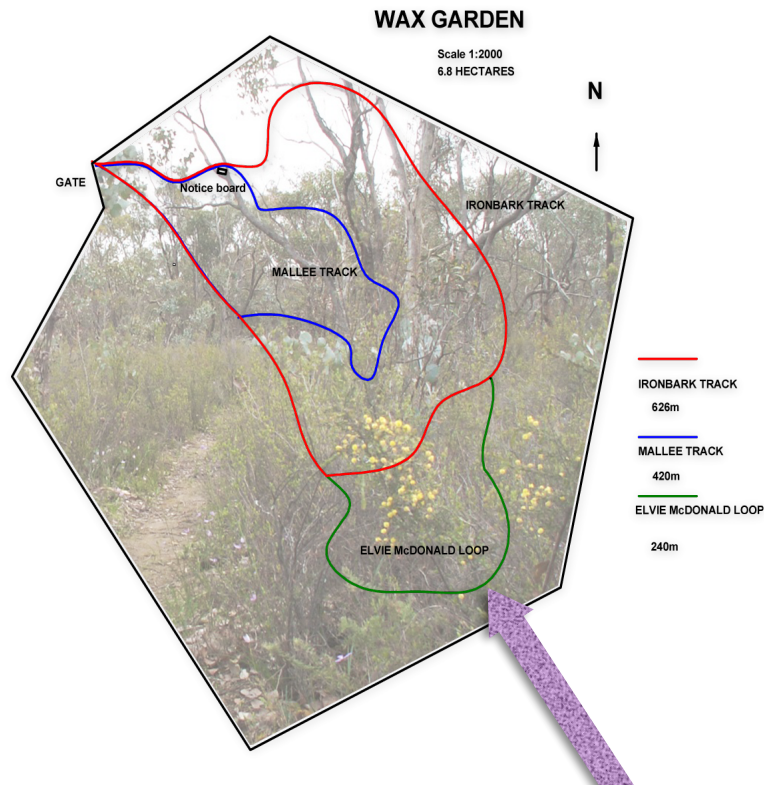 WAX GARDEN
Scale 1:2000
6.8 HECTARES
N
GATE
Notice board
IRONBARK TRACK
MALLEE TRACK
IRONBARK TRACK
626m
MALLEE TRACK
420m
ELVIE McDONALD LOOP
240m
ELVIE McDONALD LOOP